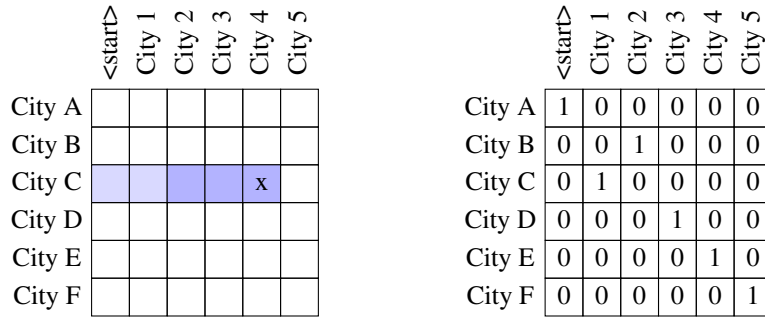 <start> City 1 City 2 City 3 City 4 City 5
City A
City B
City C x
City D
City E
City F
<start> City 1 City 2 City 3 City 4 City 5
City A 1 0 0 0 0 0
City B 0 0 1 0 0 0
City C 0 1 0 0 0 0
City D 0 0 0 1 0 0
City E 0 0 0 0 1 0
City F 0 0 0 0 0 1